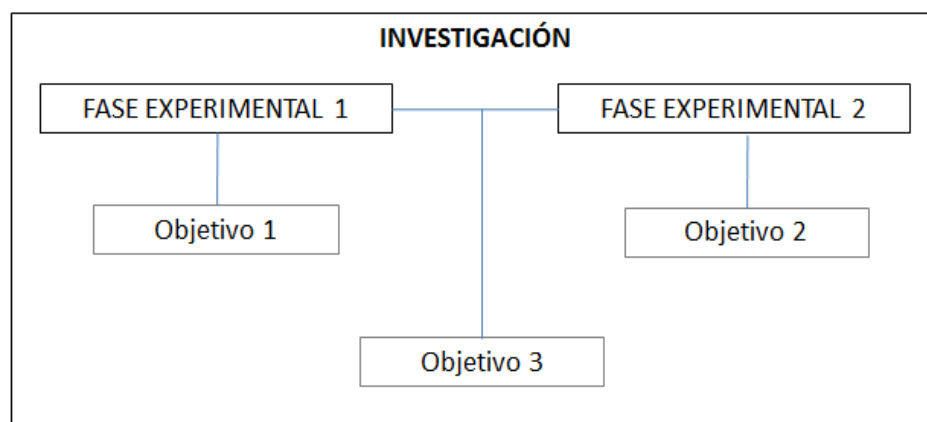 INVESTIGACIÓN
FASE EXPERIMENTAL 1
FASE EXPERIMENTAL 2
Objetivo 1
Objetivo 2
Objetivo 3